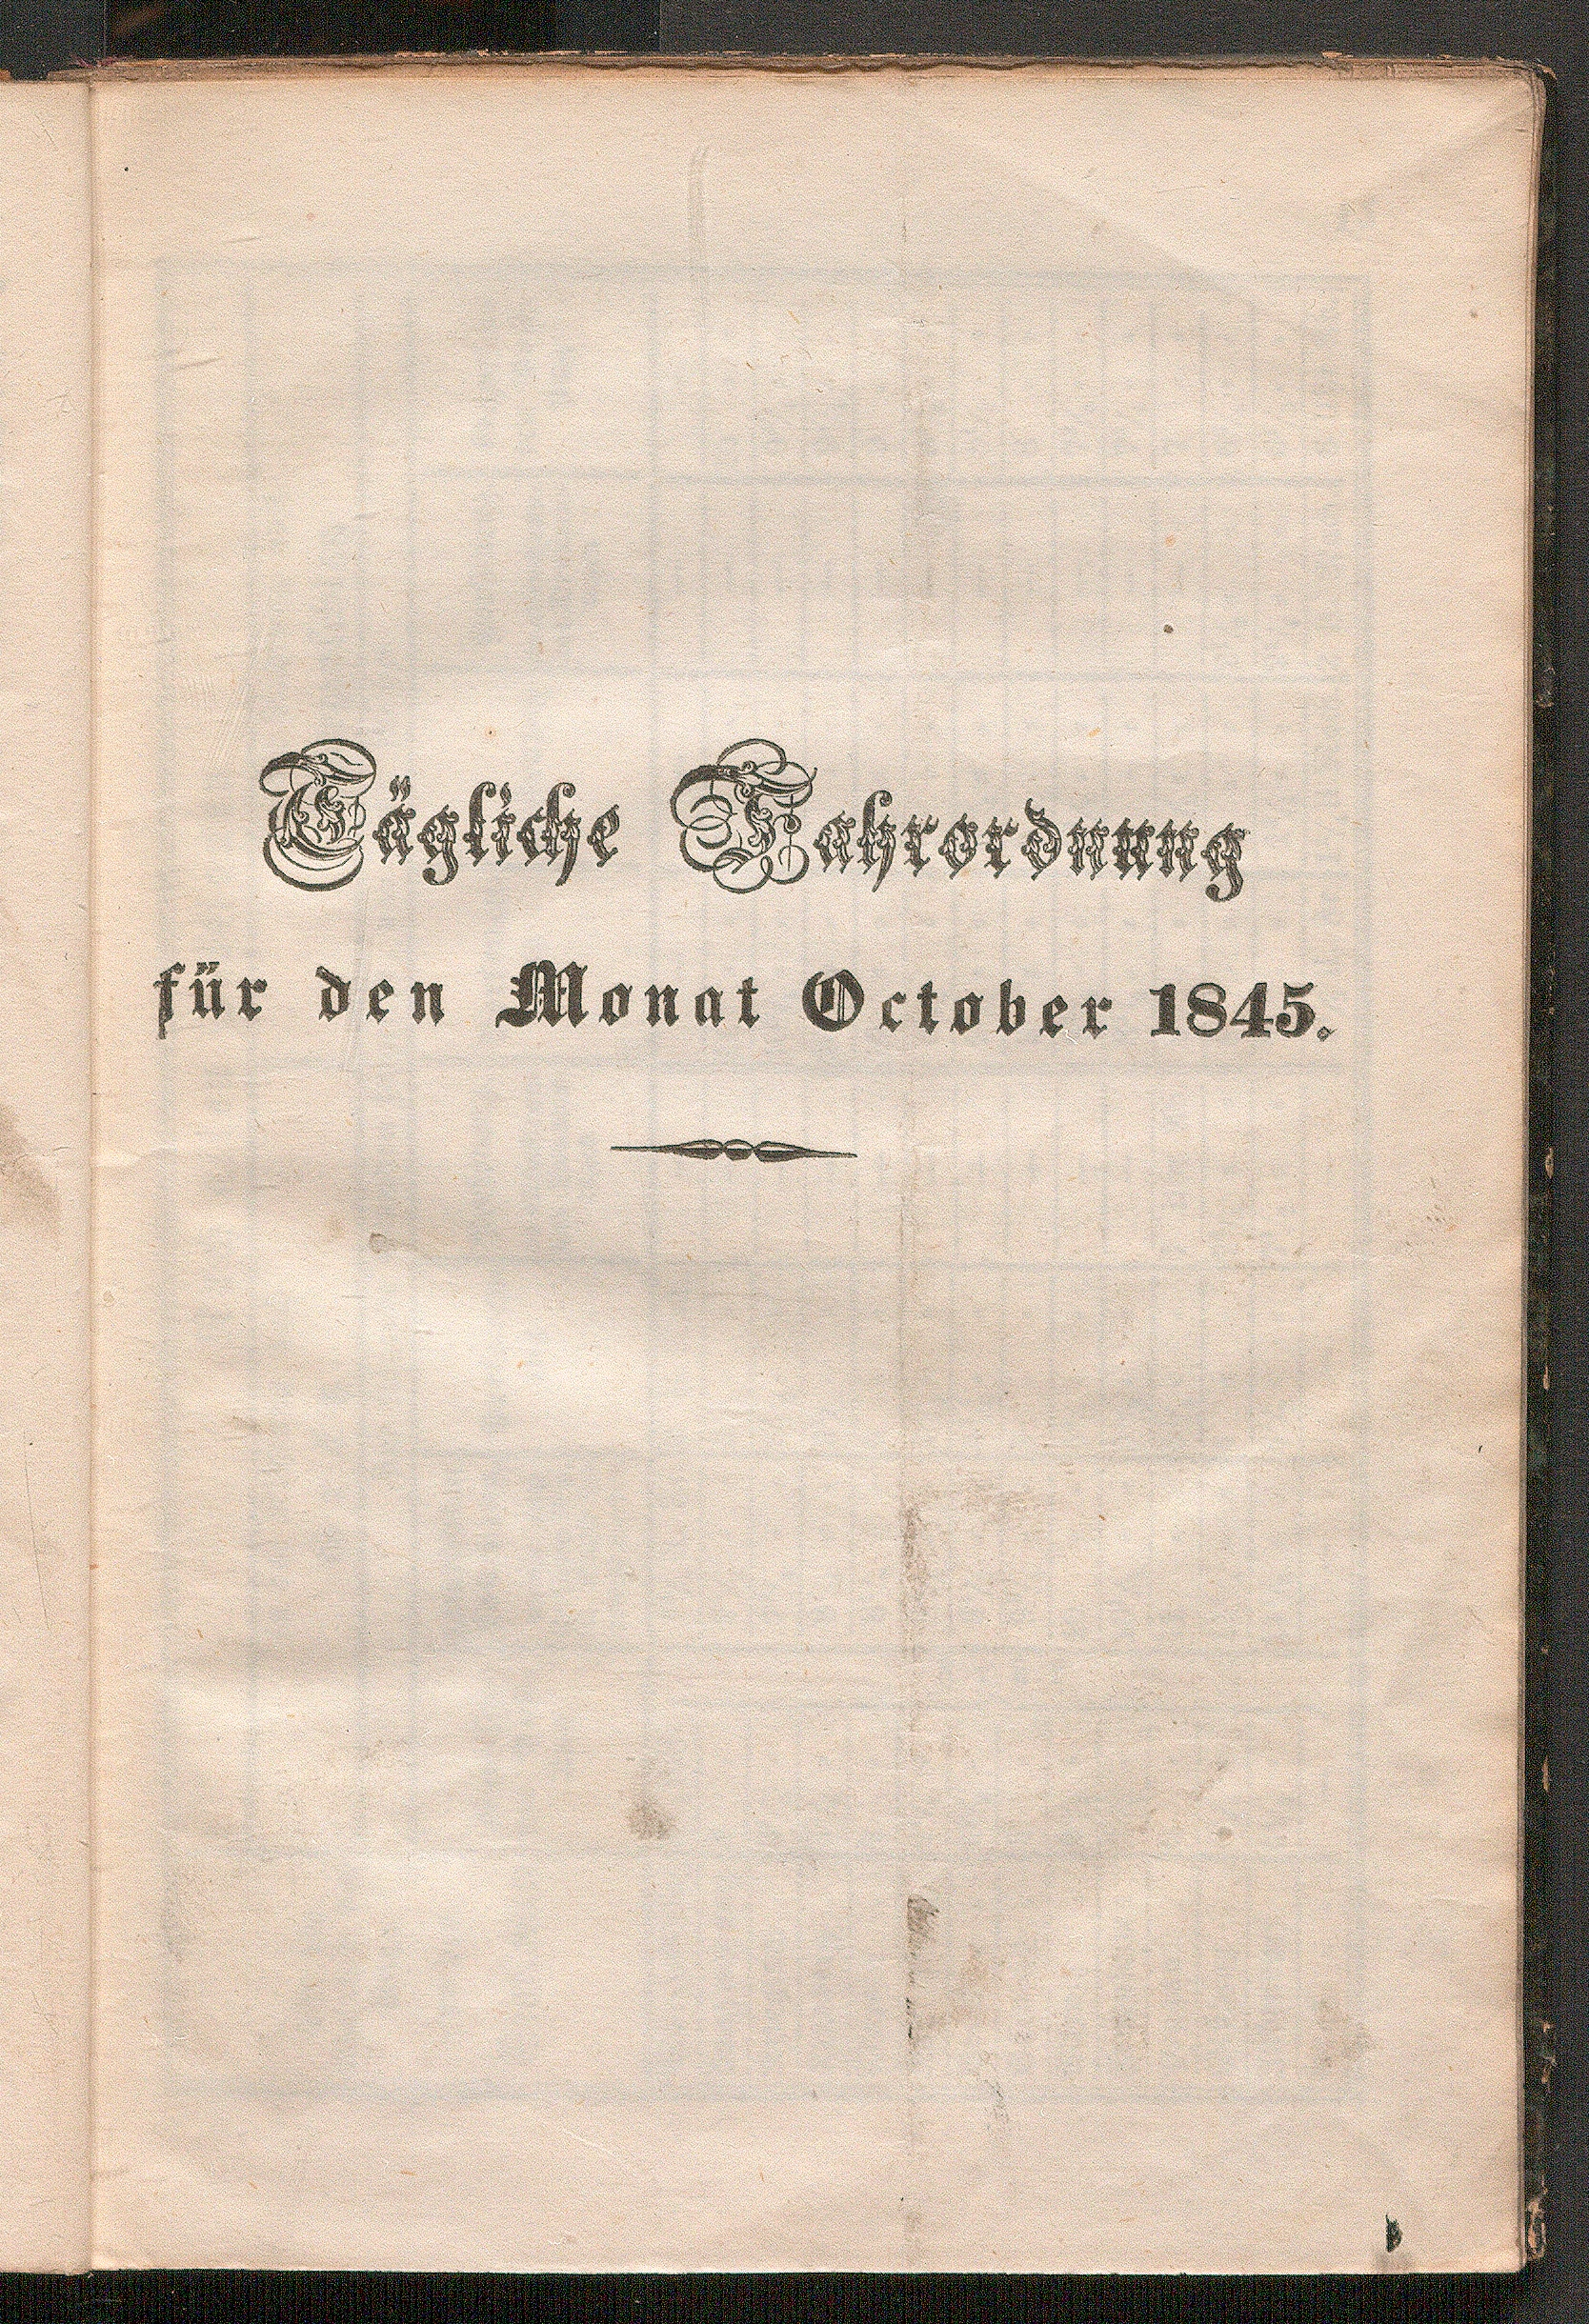 Tägliche Fahrordnung
für den Monat October 1845.